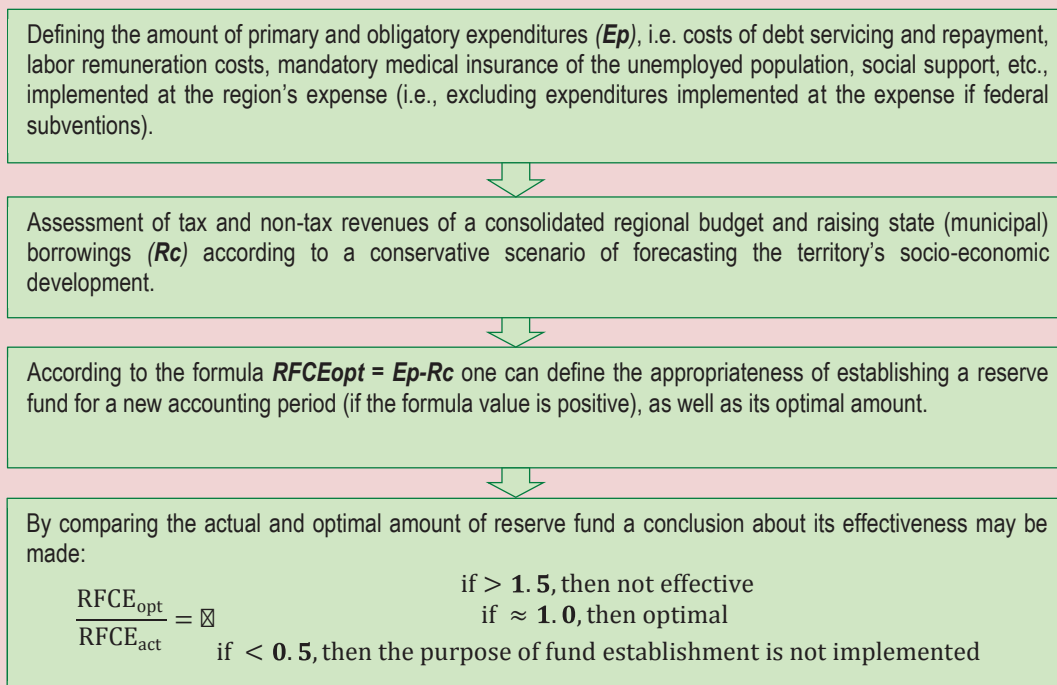 Defining the amount of primary and obligatory expenditures (Ep), i.e. costs of debt servicing and repayment,
labor remuneration costs, mandatory medical insurance of the unemployed population, social support, etc.,
implemented at the region's expense (i.e., excluding expenditures implemented at the expense if federal
subventions).
Assessment of tax and non-tax revenues of a consolidated regional budget and raising state (municipal)
borrowings (Rc) according to a conservative scenario of forecasting the territory's socio-economic
development.
According to the formula RFCEopt = Ep-Rc one can define the appropriateness of establishing a reserve
fund for a new accounting period (if the formula value is positive), as well as its optimal amount.
By comparing the actual and optimal amount of reserve fund a conclusion about its effectiveness may be
made:
if > 1.5, then not effective
RFCEopt
RFCEact
=
if ≈ 1.0, then optimal
if < 0.5, then the purpose of fund establishment is not implemented